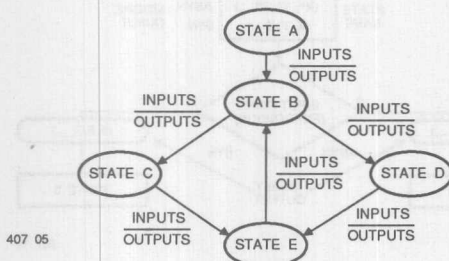 STATE A
INPUTS
OUTPUTS
STATE B
INPUTS
OUTPUTS
INPUTS
OUTPUTS
INPUTS
OUTPUTS
STATE C
STATE D
INPUTS
OUTPUTS
INPUTS
OUTPUTS
STATE E
407 05